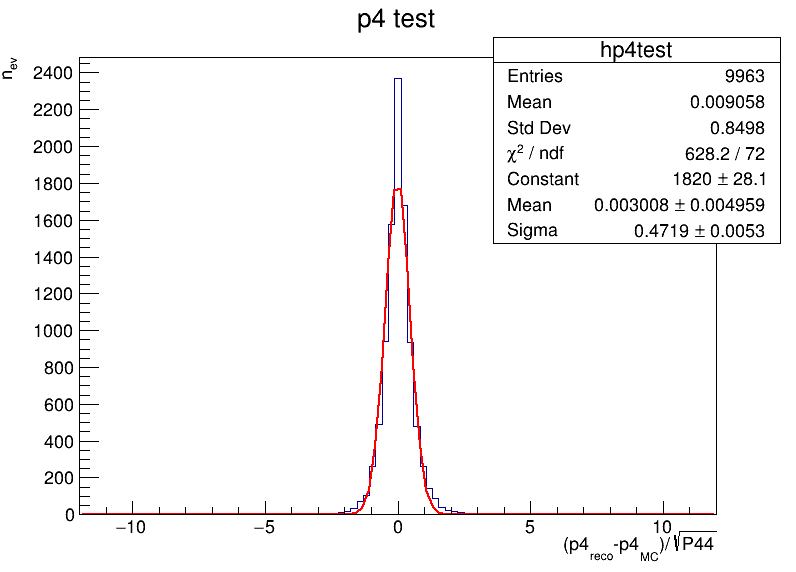 p4 test
hp4test
Entries 9963
Mean 0.009058
Std Dev 0.8498
χ² / ndf 628.2 / 72
Constant 1820 ± 28.1
Mean 0.003008 ± 0.004959
Sigma 0.4719 ± 0.0053
n_ev
2400
2200
2000
1800
1600
1400
1200
1000
800
600
400
200
0
−10 −5 0 5 10
(p4_reco-p4_MC)/√P44